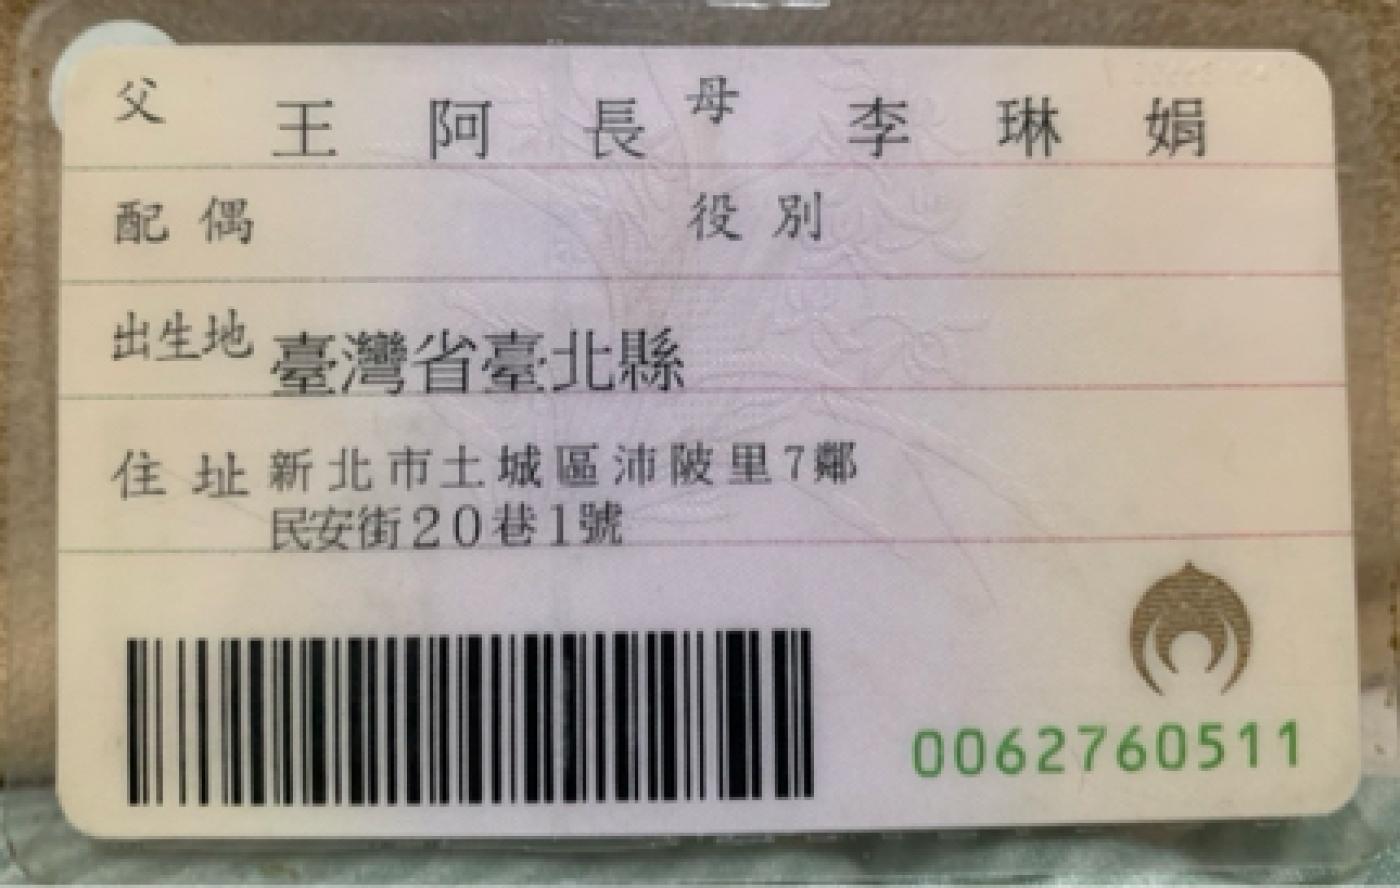 父 王阿長 母 李琳娟
配偶 役別
出生地 臺灣省臺北縣
住址 新北市土城區沛陂里7鄰
民安街20巷1號
0062760511